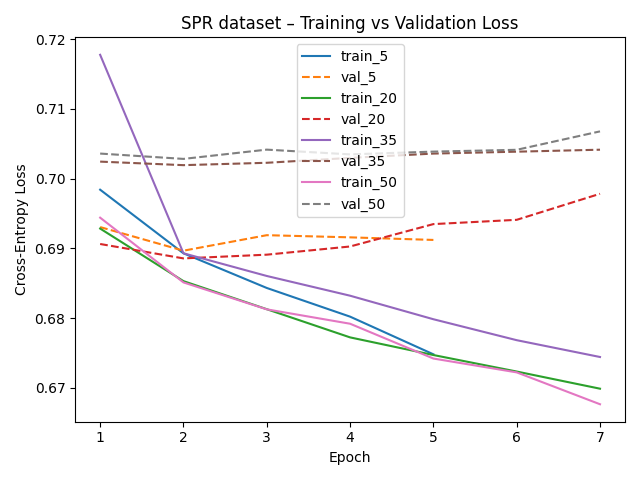 SPR dataset – Training vs Validation Loss
Cross-Entropy Loss
0.72
0.71
0.70
0.69
0.68
0.67
train_5
val_5
train_20
val_20
train_35
val_35
train_50
val_50
1 2 3 4 5 6 7
Epoch